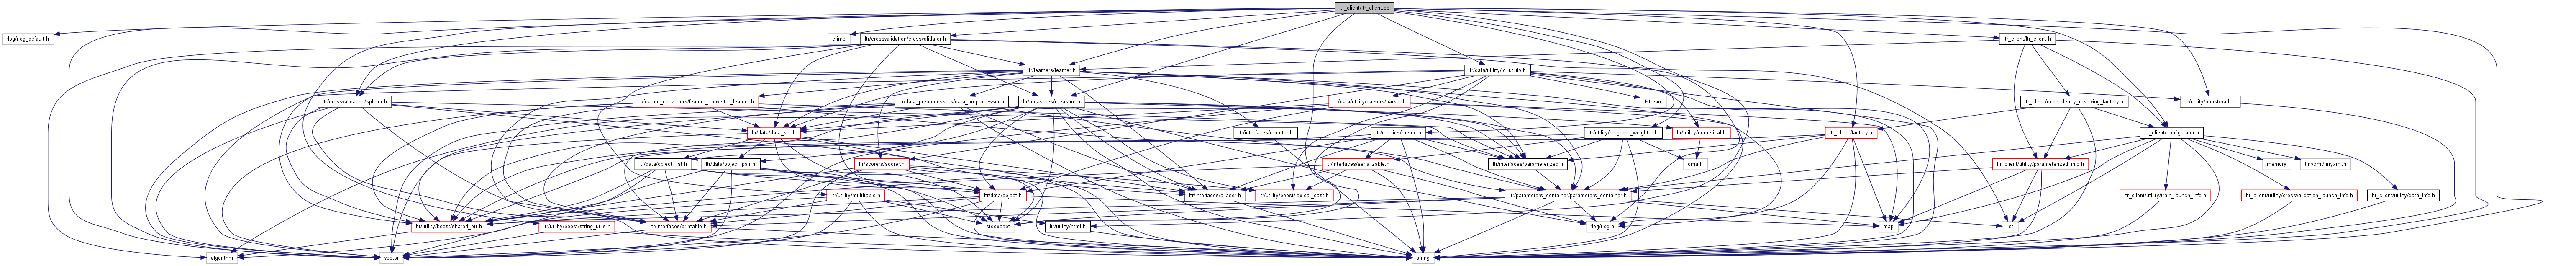 ltr_client/ltr_client.cc
rlog/rlog_default.h
ctime
ltr/crossvalidation/crossvalidator.h
ltr_client/ltr_client.h
ltr/learners/learner.h
ltr/data/utility/io_utility.h
ltr/crossvalidation/splitter.h
ltr/feature_converters/feature_converter_learner.h
ltr/data_preprocessors/data_preprocessor.h
ltr/measures/measure.h
ltr/data/utility/parsers/parser.h
fstream
ltr_client/dependency_resolving_factory.h
ltr/utility/boost/path.h
ltr/data/data_set.h
ltr/interfaces/reporter.h
ltr/metrics/metric.h
ltr/utility/neighbor_weighter.h
ltr/utility/numerical.h
ltr_client/factory.h
ltr_client/configurator.h
ltr/data/object_list.h
ltr/data/object_pair.h
ltr/scorers/scorer.h
ltr/interfaces/serializable.h
ltr/interfaces/parameterized.h
cmath
ltr_client/utility/parameterized_info.h
memory
tinyxml/tinyxml.h
ltr/utility/multitable.h
ltr/data/object.h
ltr/interfaces/aliaser.h
ltr/utility/boost/lexical_cast.h
ltr/parameters_container/parameters_container.h
ltr_client/utility/train_launch_info.h
ltr_client/utility/crossvalidation_launch_info.h
ltr_client/utility/data_info.h
ltr/utility/boost/shared_ptr.h
ltr/utility/boost/string_utils.h
ltr/interfaces/printable.h
stdexcept
ltr/utility/html.h
rlog/rlog.h
map
list
algorithm
vector
string